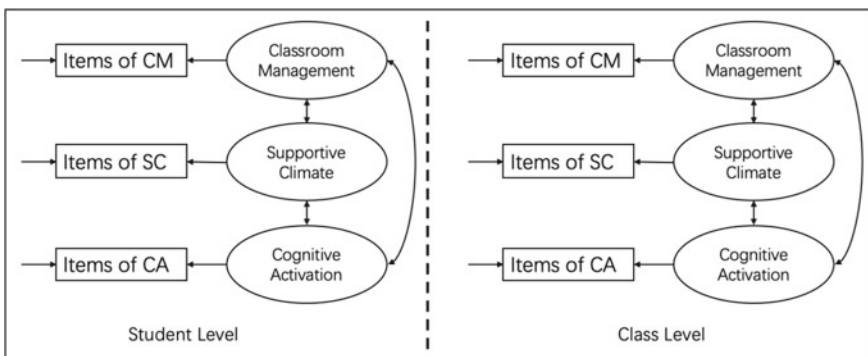 Items of CM
Classroom
Management
Items of SC
Supportive
Climate
Items of CA
Cognitive
Activation
Student Level
Items of CM
Classroom
Management
Items of SC
Supportive
Climate
Items of CA
Cognitive
Activation
Class Level